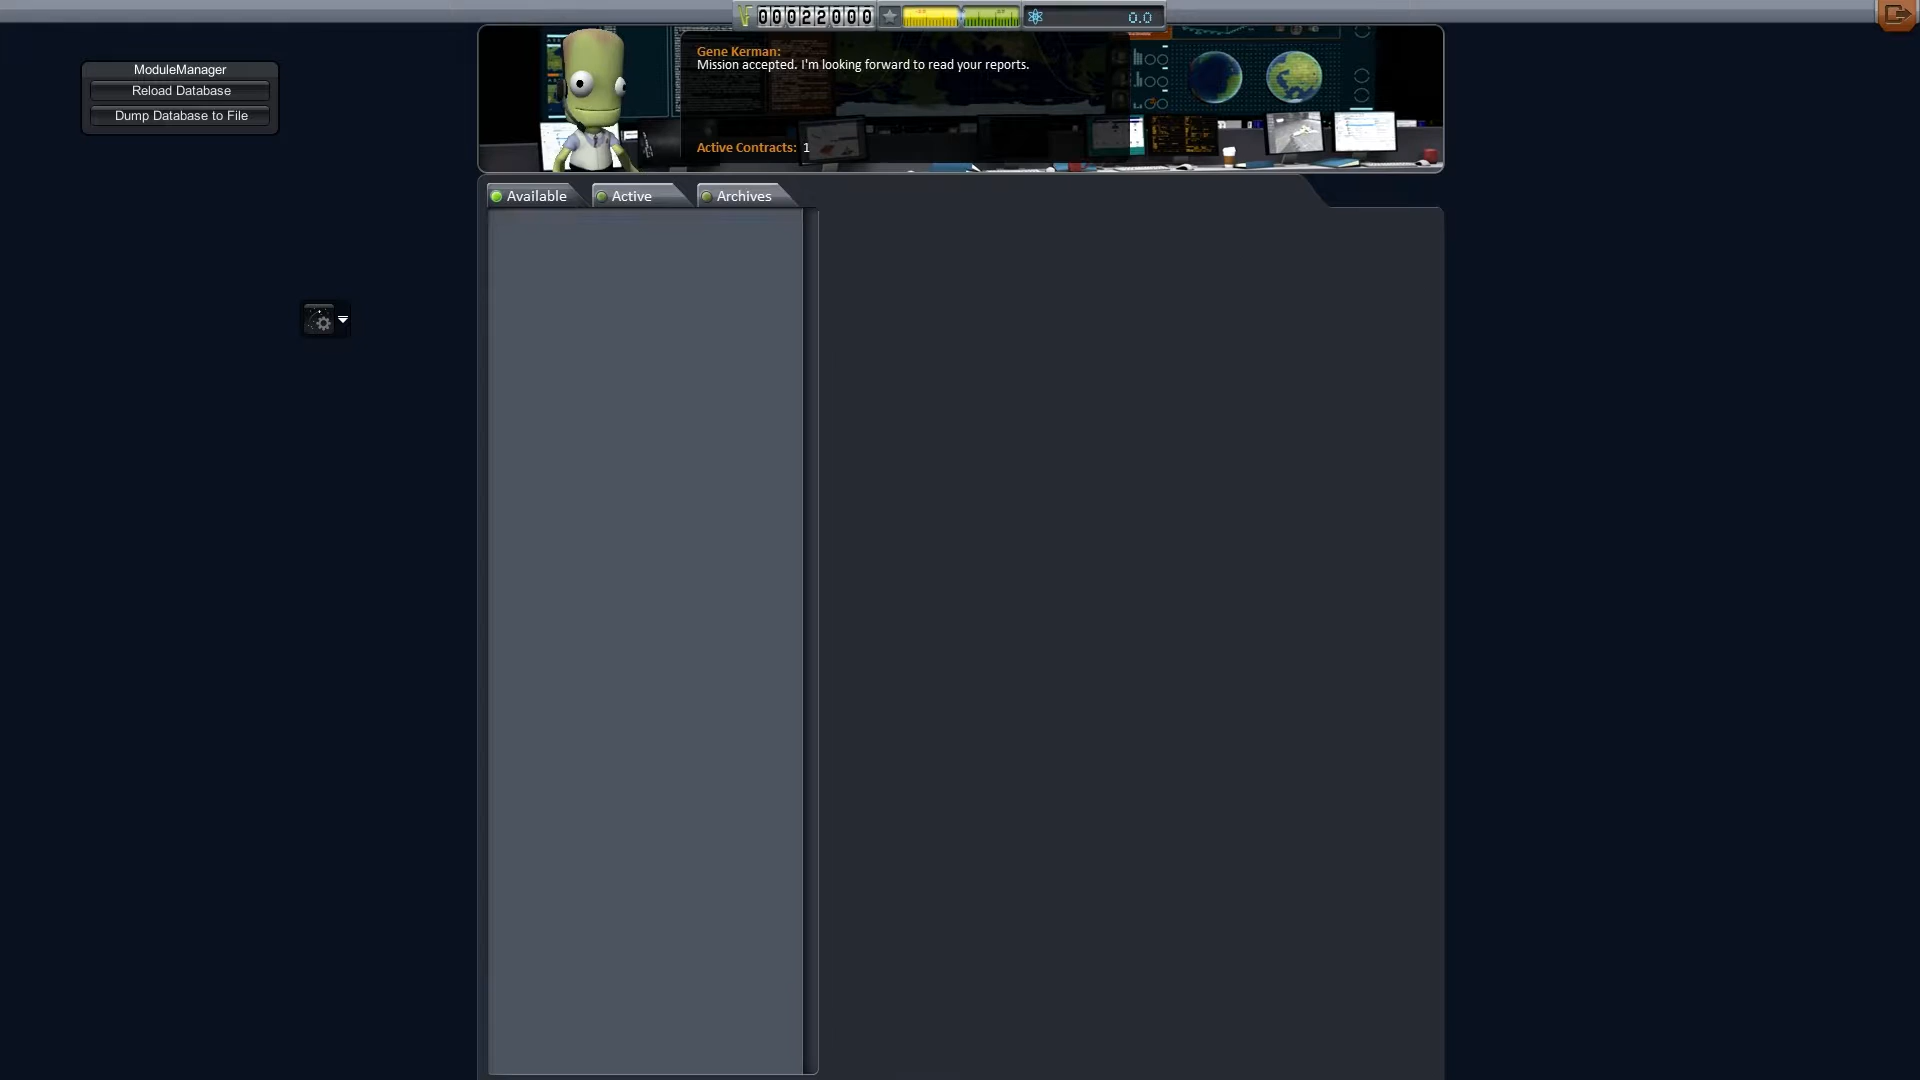 00022000
0.0
Gene Kerman:
Mission accepted. I'm looking forward to read your reports.
Active Contracts: 1
ModuleManager
Reload Database
Dump Database to File
Available
Active
Archives